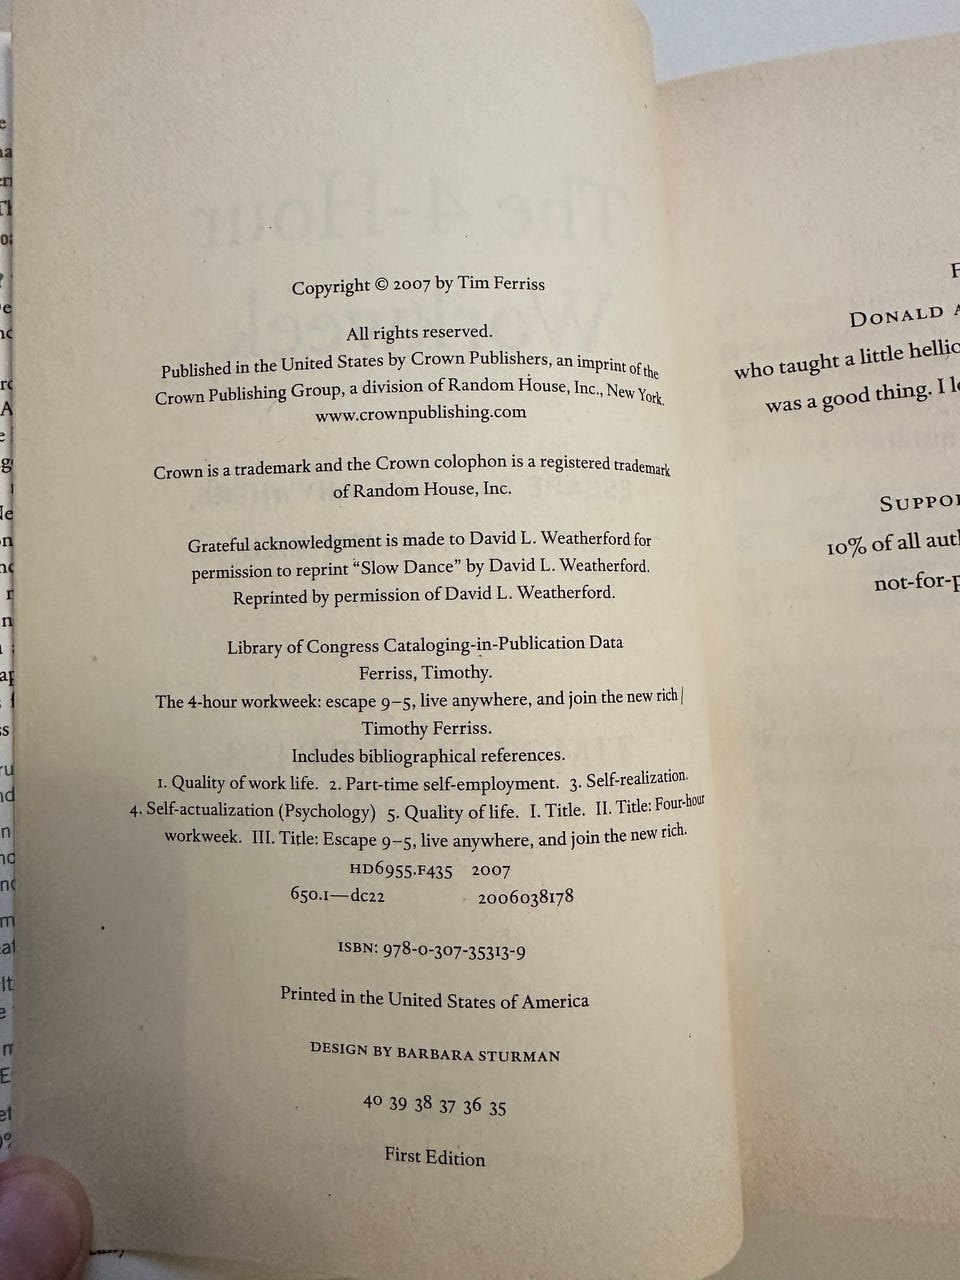 Copyright © 2007 by Tim Ferriss
All rights reserved.
Published in the United States by Crown Publishers, an imprint of the
Crown Publishing Group, a division of Random House, Inc., New York.
www.crownpublishing.com
Crown is a trademark and the Crown colophon is a registered trademark
of Random House, Inc.
Grateful acknowledgment is made to David L. Weatherford for
permission to reprint “Slow Dance” by David L. Weatherford.
Reprinted by permission of David L. Weatherford.
Library of Congress Cataloging-in-Publication Data
Ferriss, Timothy.
The 4-hour workweek: escape 9–5, live anywhere, and join the new rich |
Timothy Ferriss.
Includes bibliographical references.
1. Quality of work life. 2. Part-time self-employment. 3. Self-realization.
4. Self-actualization (Psychology) 5. Quality of life. I. Title. II. Title: Four-hour
workweek. III. Title: Escape 9–5, live anywhere, and join the new rich.
HD6955.F435 2007
650.1—dc22 2006038178
ISBN: 978-0-307-35313-9
Printed in the United States of America
DESIGN BY BARBARA STURMAN
40 39 38 37 36 35
First Edition
DONALD
who taught a little
was a good thing. I
10% of all